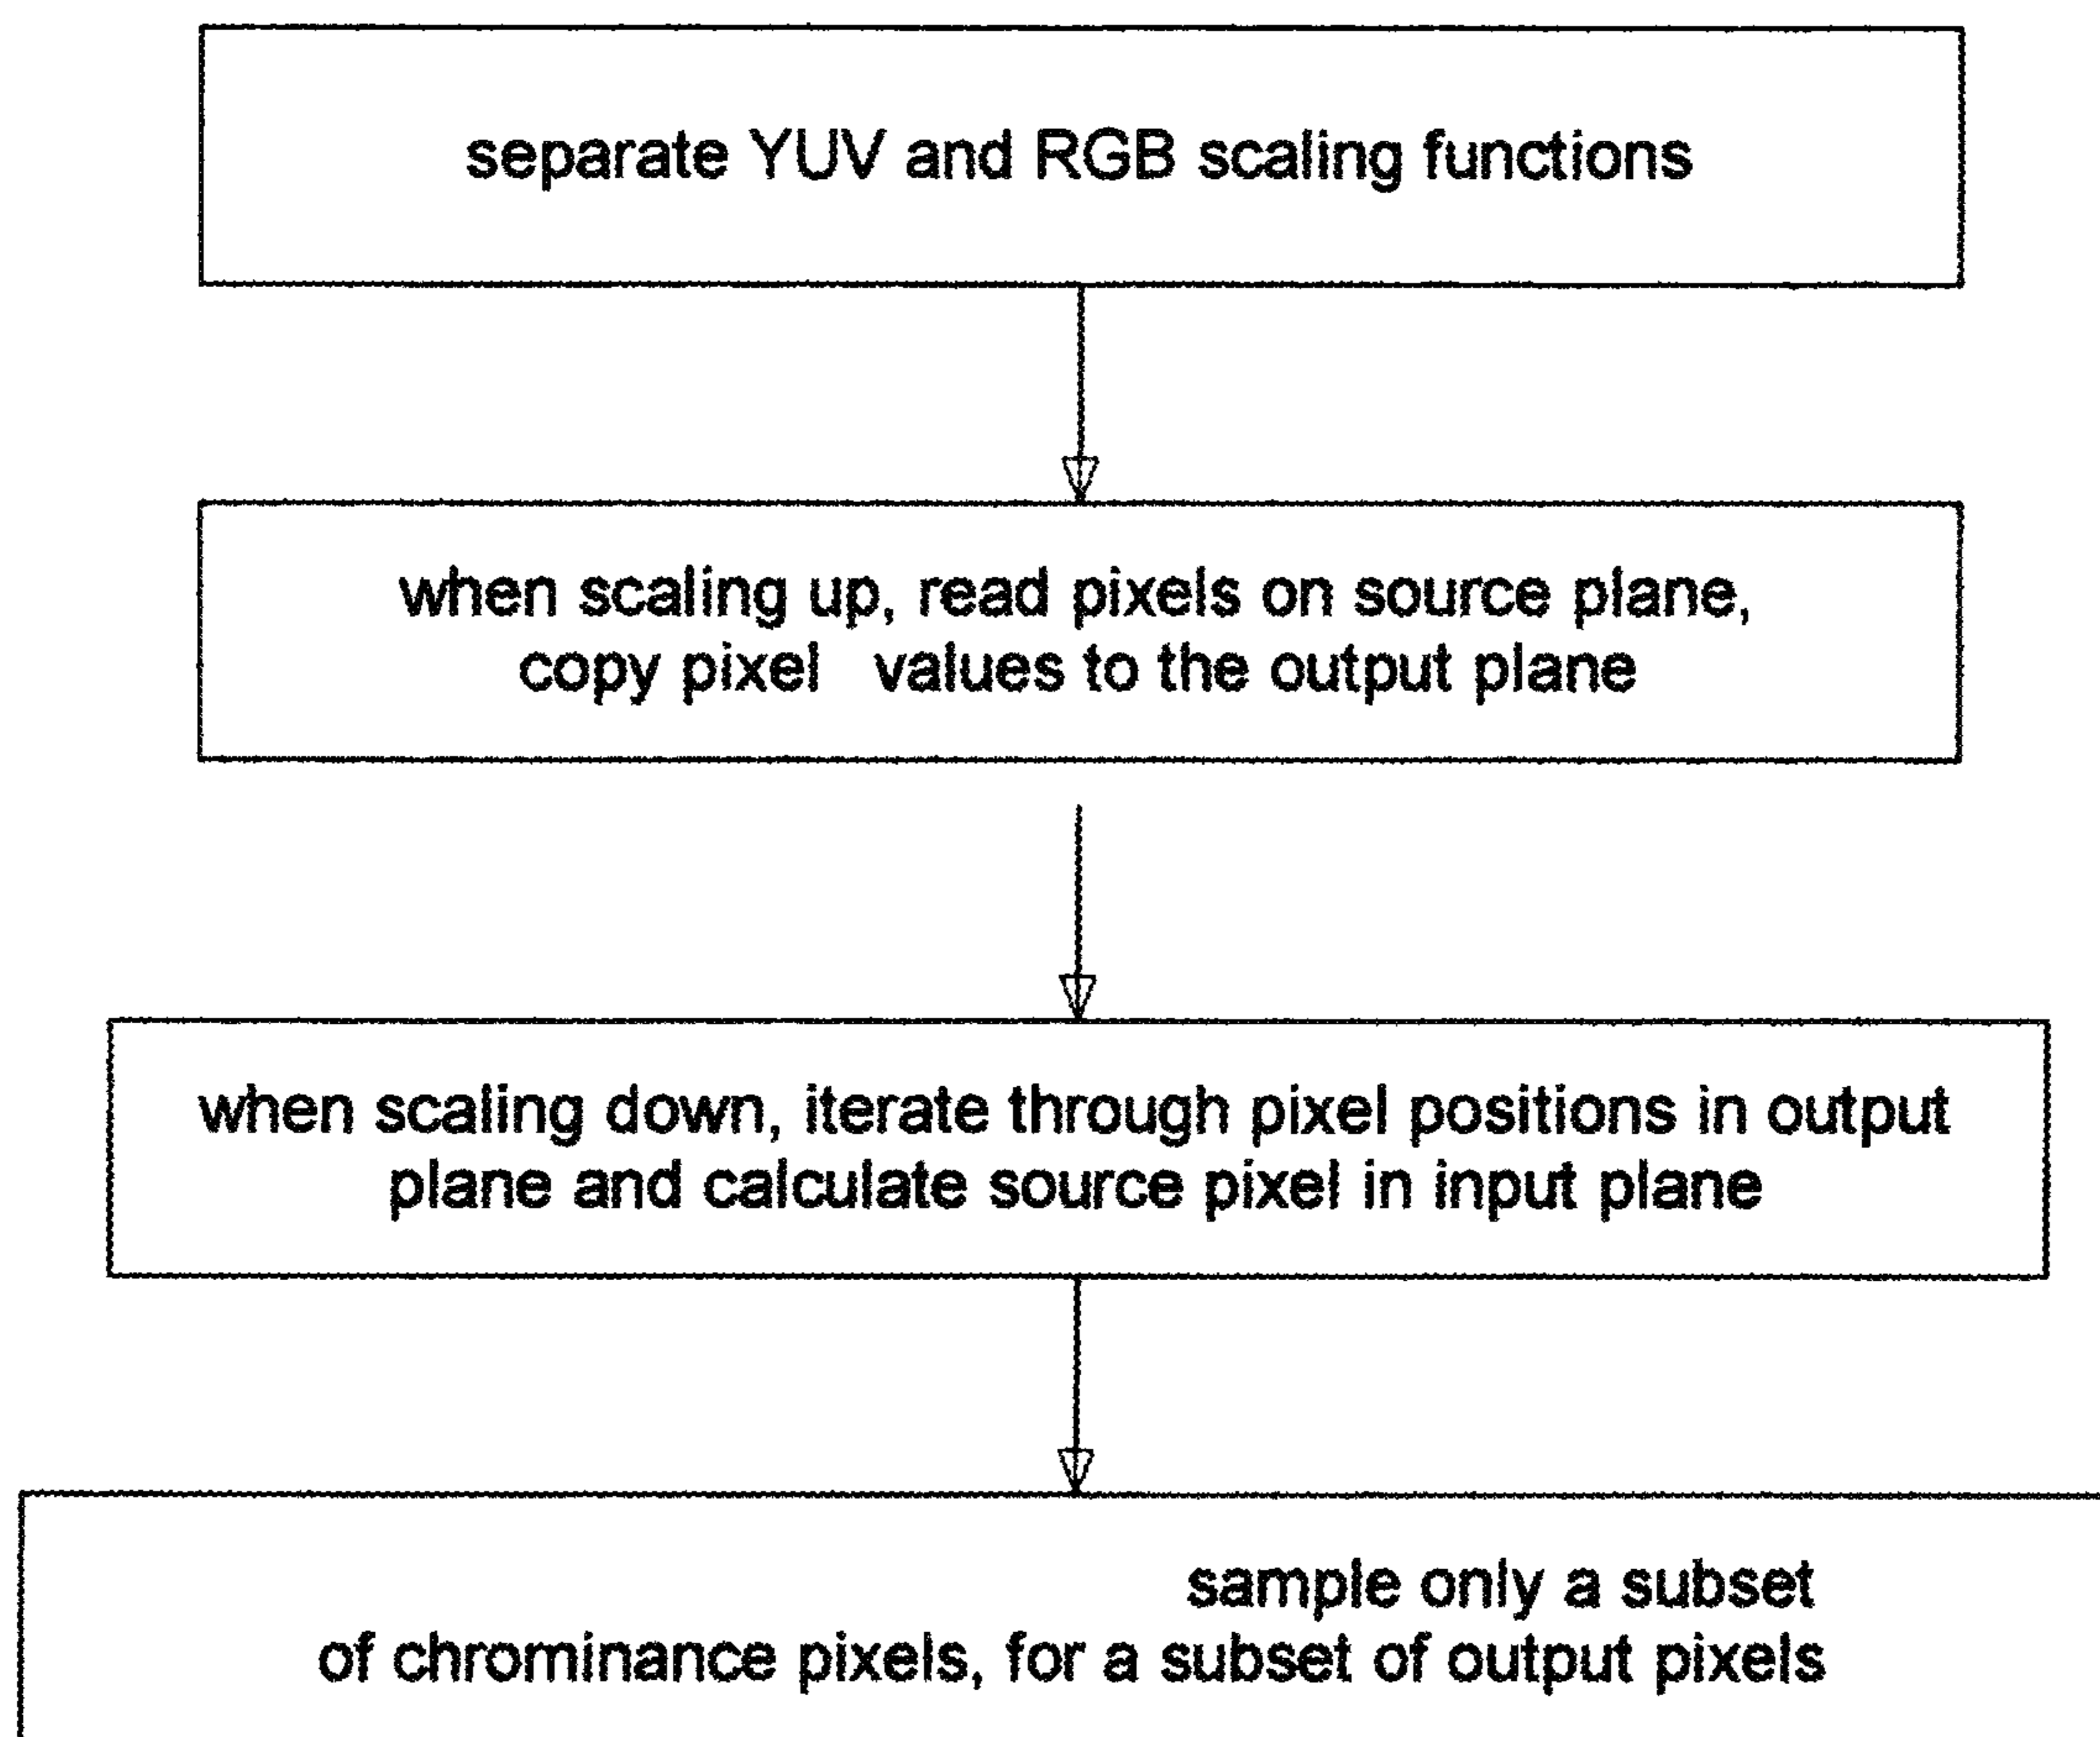 separate YUV and RGB scaling functions
when scaling up, read pixels on source plane,
copy pixel values to the output plane
when scaling down, iterate through pixel positions in output
plane and calculate source pixel in input plane
sample only a subset
of chrominance pixels, for a subset of output pixels